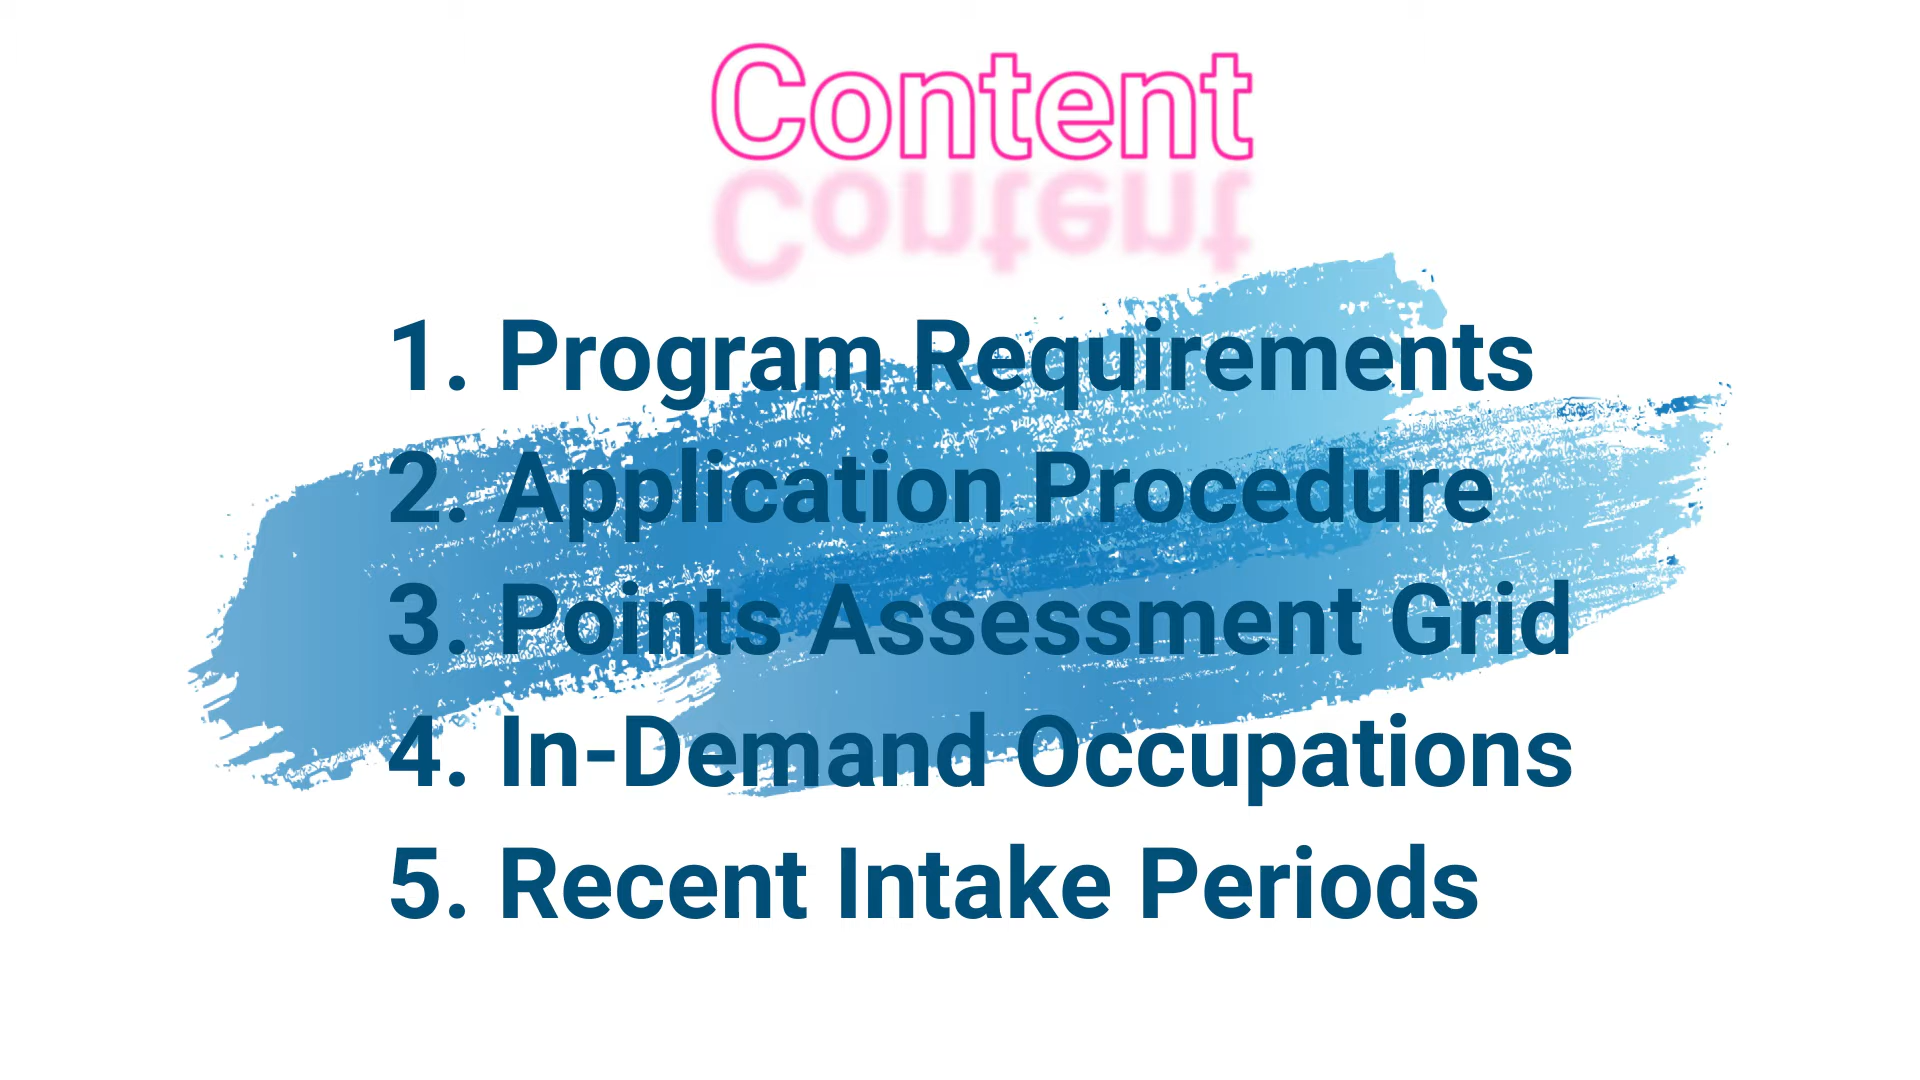 Content
1. Program Requirements
2. Application Procedure
3. Points Assessment Grid
4. In-Demand Occupations
5. Recent Intake Periods